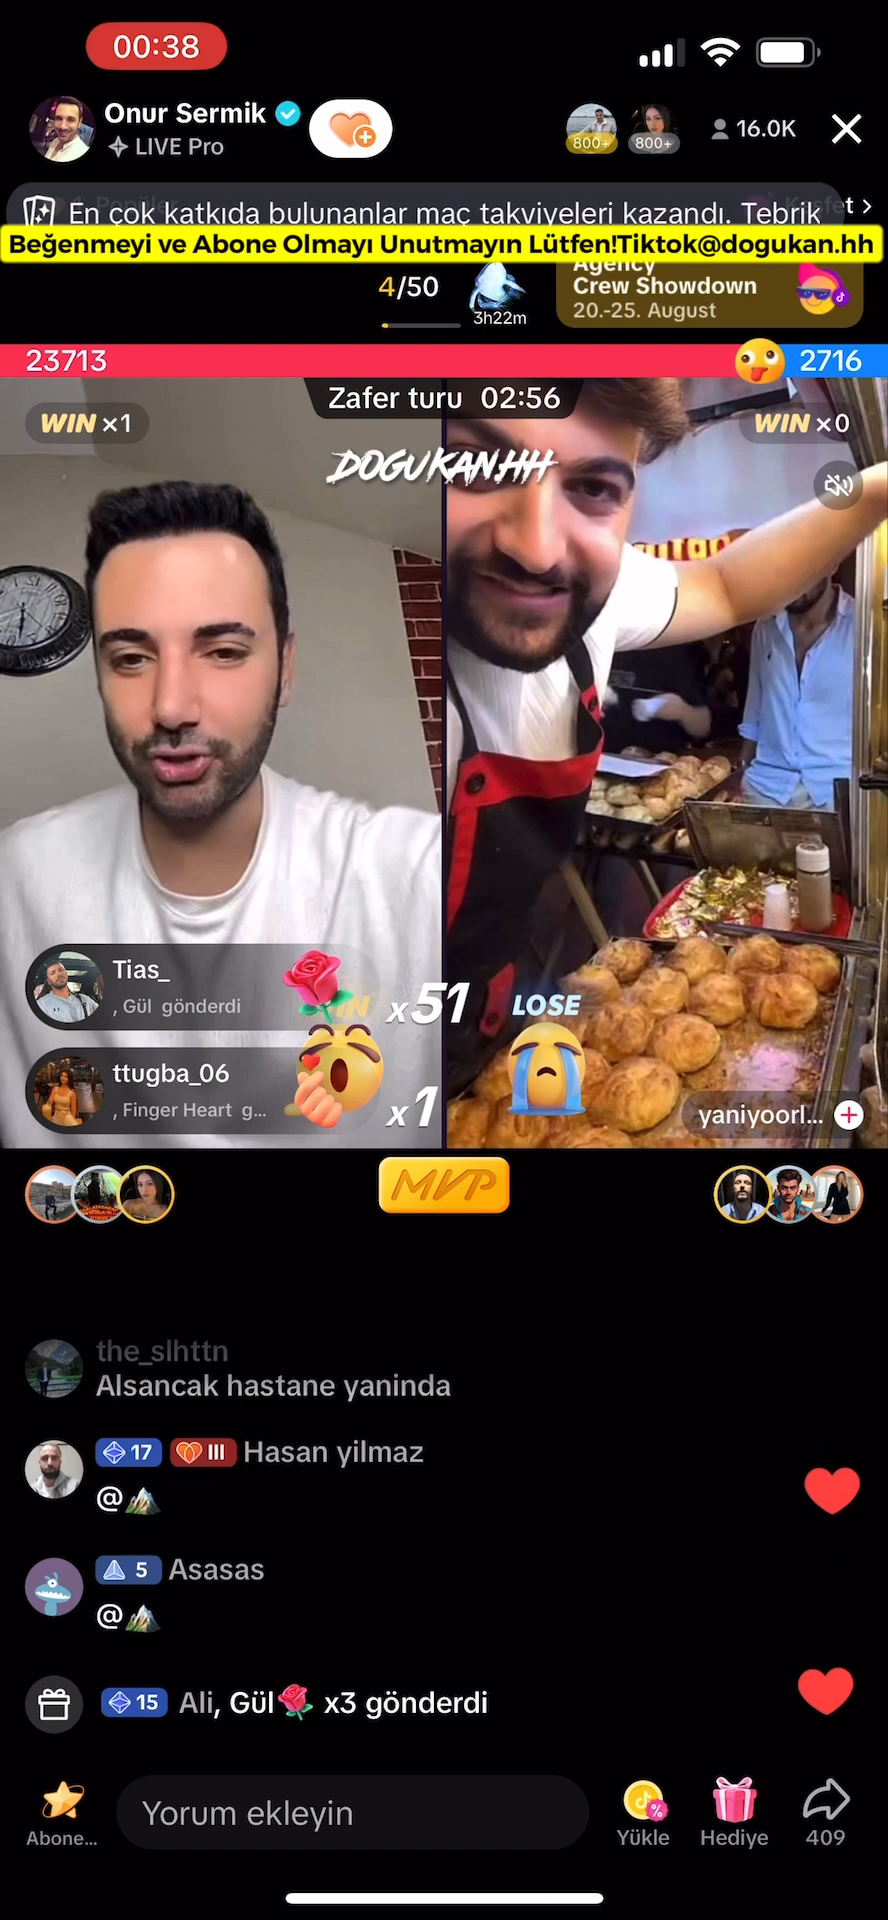 00:38
Onur Sermik
LIVE Pro
800+
800+
16.0K
En çok katkıda bulunanlar maç takviyeleri kazandı. Tebrik
Beğenmeyi ve Abone Olmayı Unutmayın Lütfen!Tiktok@dogukan.hh
4/50
3h22m
Agency
Crew Showdown
20.-25. August
23713
2716
Zafer turu 02:56
WIN x1
WIN x0
DOGUKAN.HH
Tias_
, Gül gönderdi
x51
LOSE
ttugba_06
, Finger Heart g...
x1
yaniyoorl...
MVP
the_slhttn
Alsancak hastane yaninda
17 III Hasan yilmaz
@
5 Asasas
@
15 Ali, Gül x3 gönderdi
Abone...
Yorum ekleyin
Yükle
Hediye
409